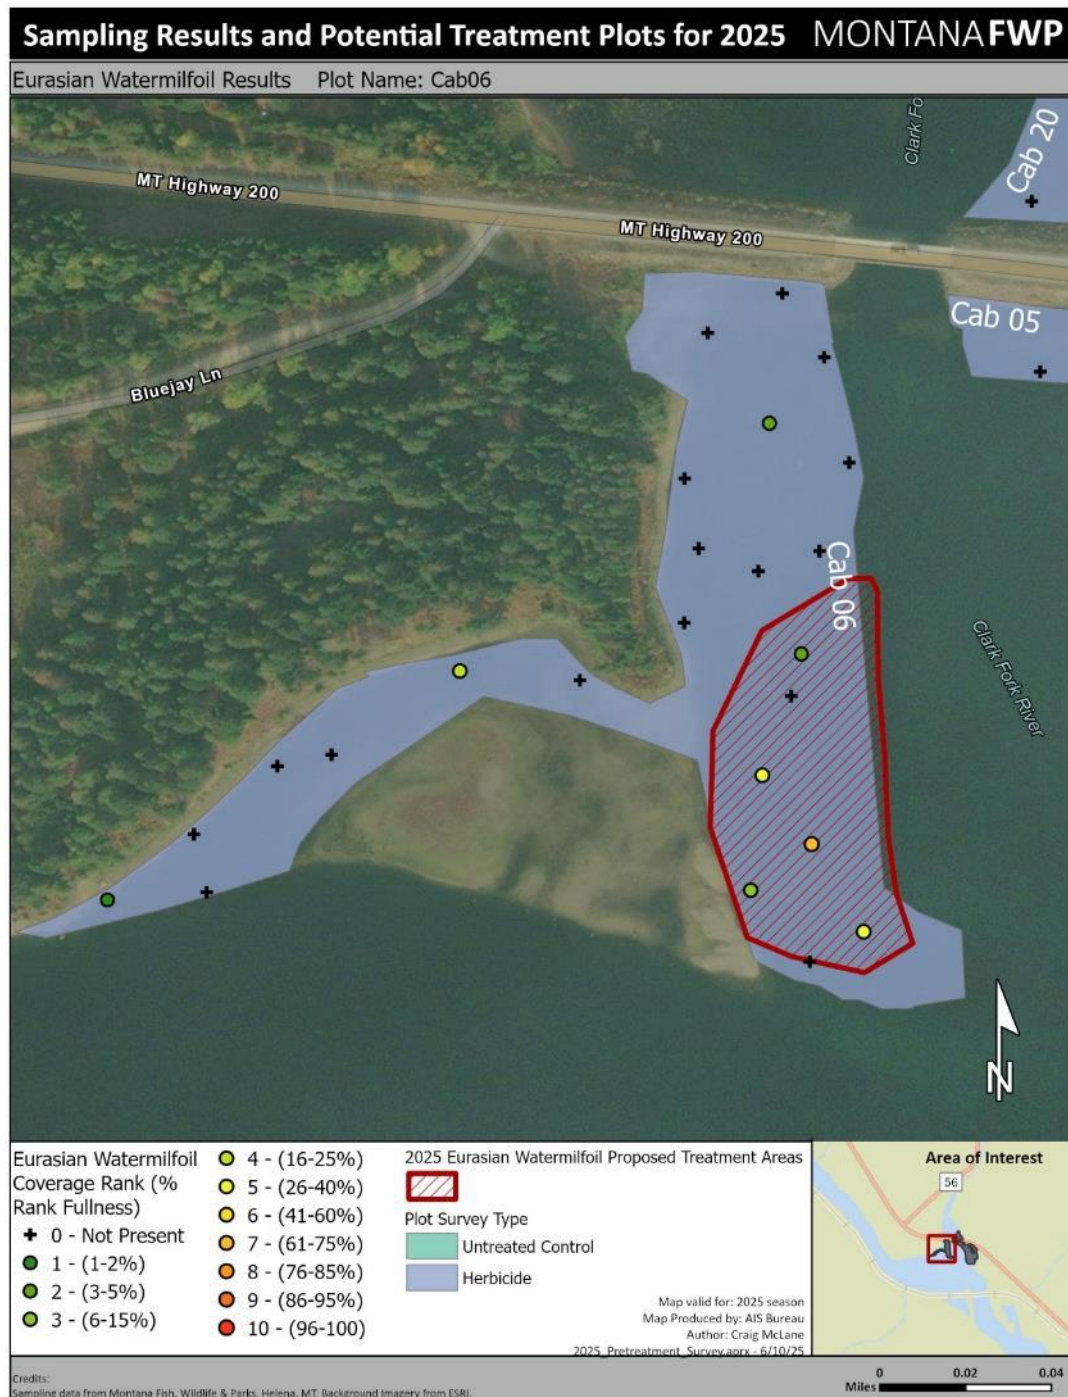 Sampling Results and Potential Treatment Plots for 2025 MONTANAFWP
Eurasian Watermilfoil Results Plot Name: Cab06
Clark Fo
Cab 20
MT Highway 200
MT Highway 200
Cab 05
Bluejay Ln
Cab 06
Clark Fork River
N
Eurasian Watermilfoil
Coverage Rank (%
Rank Fullness)
0 - Not Present
1 - (1-2%)
2 - (3-5%)
3 - (6-15%)
4 - (16-25%)
5 - (26-40%)
6 - (41-60%)
7 - (61-75%)
8 - (76-85%)
9 - (86-95%)
10 - (96-100)
2025 Eurasian Watermilfoil Proposed Treatment Areas
Plot Survey Type
Untreated Control
Herbicide
Map valid for: 2025 season
Map Produced by: AIS Bureau
Author: Craig McLane
2025_Pretreatment_Survey.aprx - 6/10/25
Area of Interest
56
Credits:
Sampling data from Montana Fish, Wildlife & Parks, Helena, MT. Background Imagery from ESRI.
0 0.02 0.04
Miles